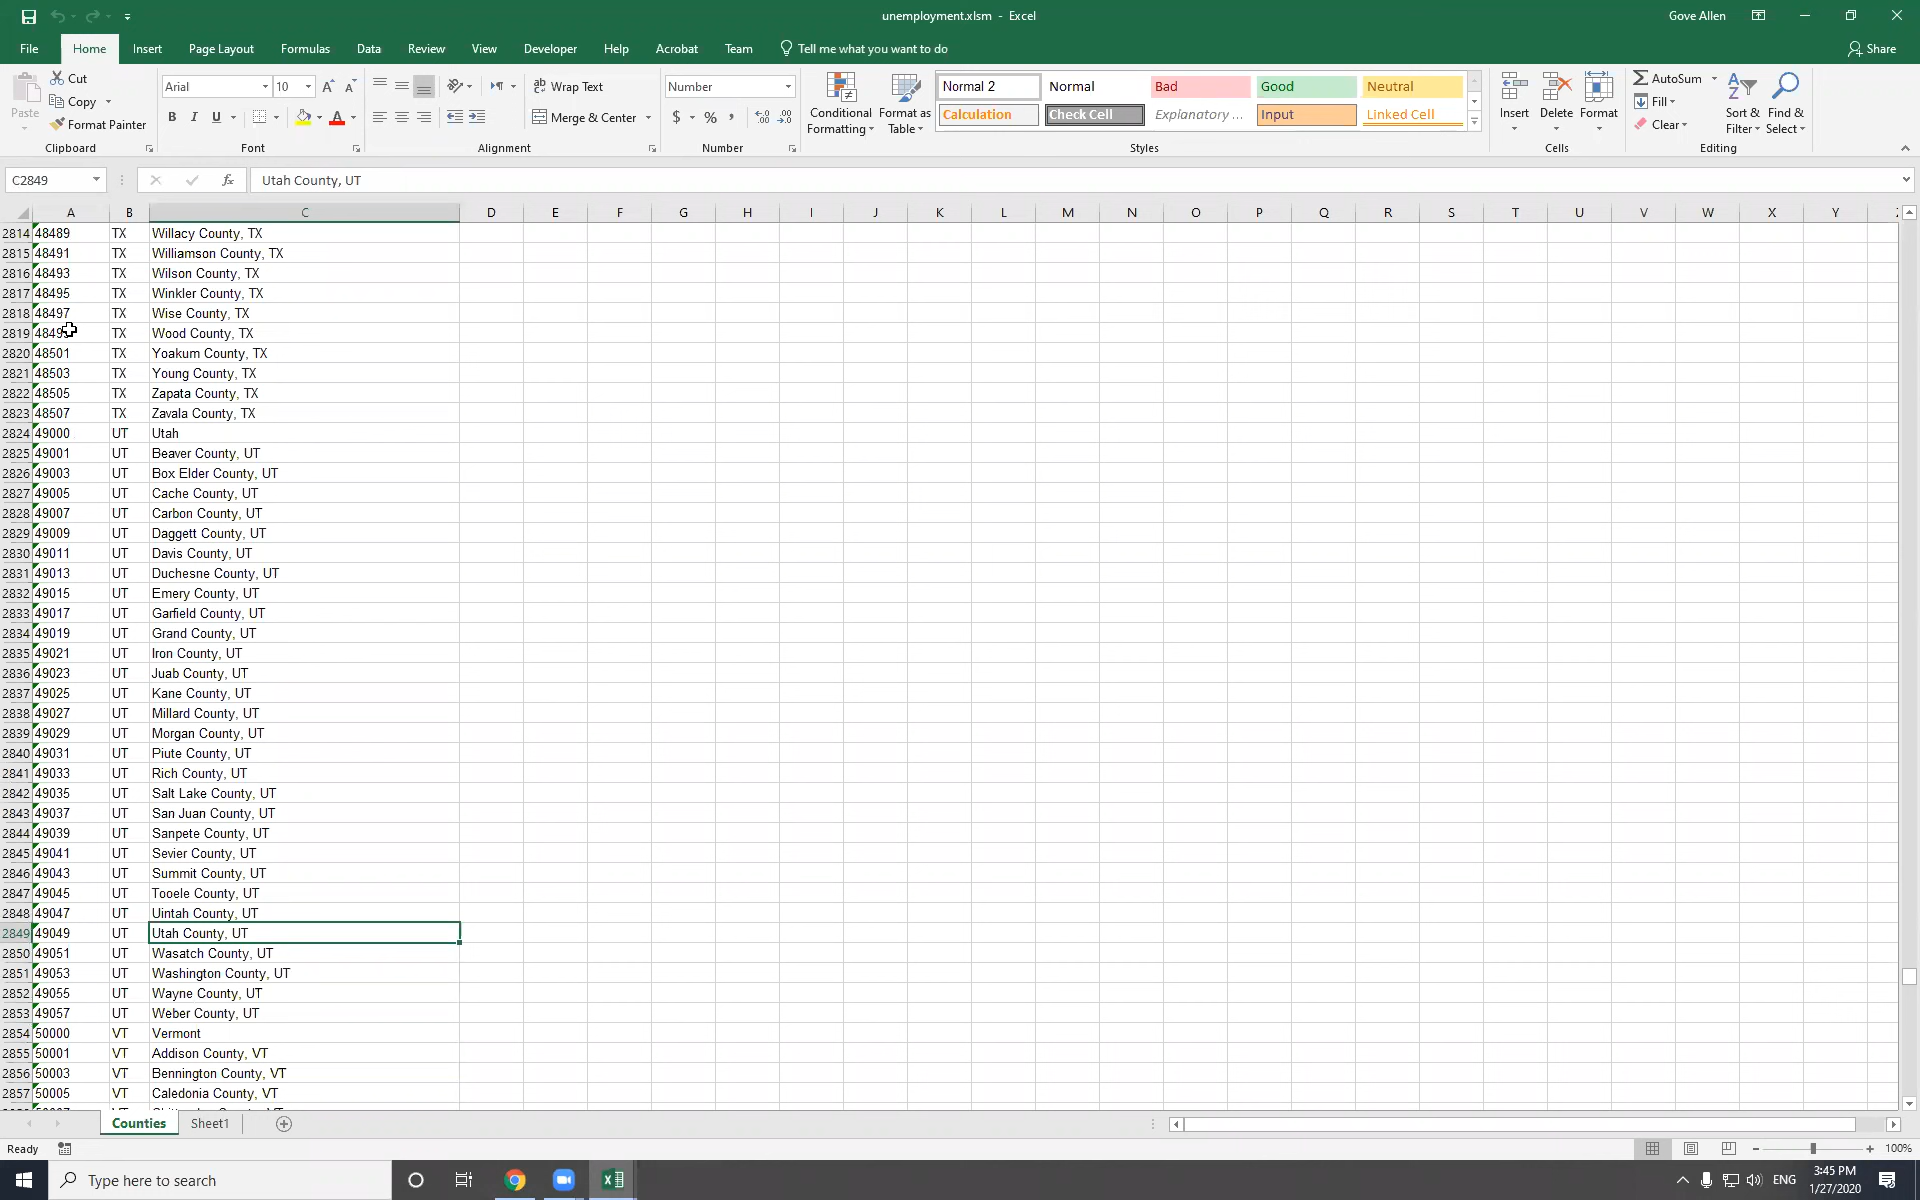 unemployment.xlsm - Excel
Gove Allen
File Home Insert Page Layout Formulas Data Review View Developer Help Acrobat Team Tell me what you want to do Share
Paste Cut Copy Format Painter Clipboard
Arial 10 B I U Font
Wrap Text Merge & Center Alignment
Number $ % , Number
Conditional Formatting Format as Table
Normal 2 Normal Bad Good Neutral
Calculation Check Cell Explanatory ... Input Linked Cell
Styles
Insert Delete Format Cells
AutoSum Fill Clear Sort & Filter Find & Select Editing
C2849 fx Utah County, UT
A B C D E F G H I J K L M N O P Q R S T U V W X Y
2814 48489 TX Willacy County, TX
2815 48491 TX Williamson County, TX
2816 48493 TX Wilson County, TX
2817 48495 TX Winkler County, TX
2818 48497 TX Wise County, TX
2819 TX Wood County, TX
2820 48501 TX Yoakum County, TX
2821 48503 TX Young County, TX
2822 48505 TX Zapata County, TX
2823 48507 TX Zavala County, TX
2824 49000 UT Utah
2825 49001 UT Beaver County, UT
2826 49003 UT Box Elder County, UT
2827 49005 UT Cache County, UT
2828 49007 UT Carbon County, UT
2829 49009 UT Daggett County, UT
2830 49011 UT Davis County, UT
2831 49013 UT Duchesne County, UT
2832 49015 UT Emery County, UT
2833 49017 UT Garfield County, UT
2834 49019 UT Grand County, UT
2835 49021 UT Iron County, UT
2836 49023 UT Juab County, UT
2837 49025 UT Kane County, UT
2838 49027 UT Millard County, UT
2839 49029 UT Morgan County, UT
2840 49031 UT Piute County, UT
2841 49033 UT Rich County, UT
2842 49035 UT Salt Lake County, UT
2843 49037 UT San Juan County, UT
2844 49039 UT Sanpete County, UT
2845 49041 UT Sevier County, UT
2846 49043 UT Summit County, UT
2847 49045 UT Tooele County, UT
2848 49047 UT Uintah County, UT
2849 49049 UT Utah County, UT
2850 49051 UT Wasatch County, UT
2851 49053 UT Washington County, UT
2852 49055 UT Wayne County, UT
2853 49057 UT Weber County, UT
2854 50000 VT Vermont
2855 50001 VT Addison County, VT
2856 50003 VT Bennington County, VT
2857 50005 VT Caledonia County, VT
Counties Sheet1
Ready 100%
Type here to search
ENG 3:45 PM
1/27/2020